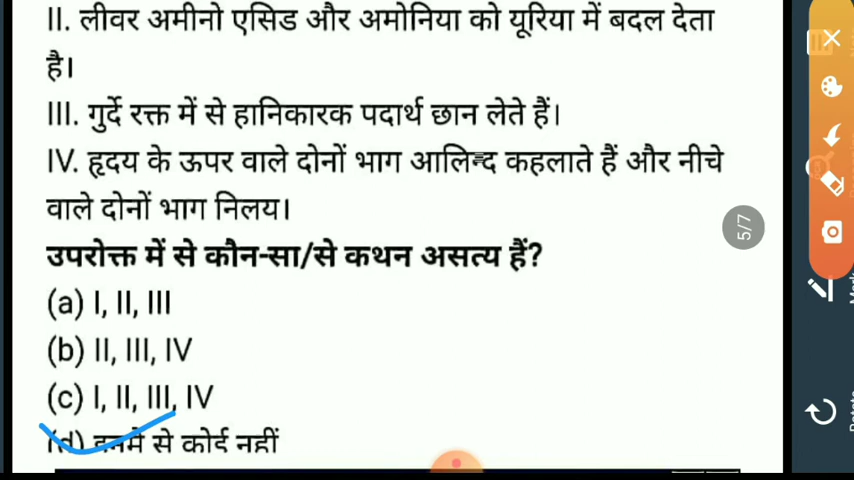 II. लीवर अमीनो एसिड और अमोनिया को यूरिया में बदल देता
है।
III. गुर्दे रक्त में से हानिकारक पदार्थ छान लेते हैं।
IV. हृदय के ऊपर वाले दोनों भाग आलिन्द कहलाते हैं और नीचे
वाले दोनों भाग निलय।
उपरोक्त में से कौन-सा/से कथन असत्य हैं?
(a) I, II, III
(b) II, III, IV
(c) I, II, III, IV
(d) इनमें से कोई नहीं
5/7